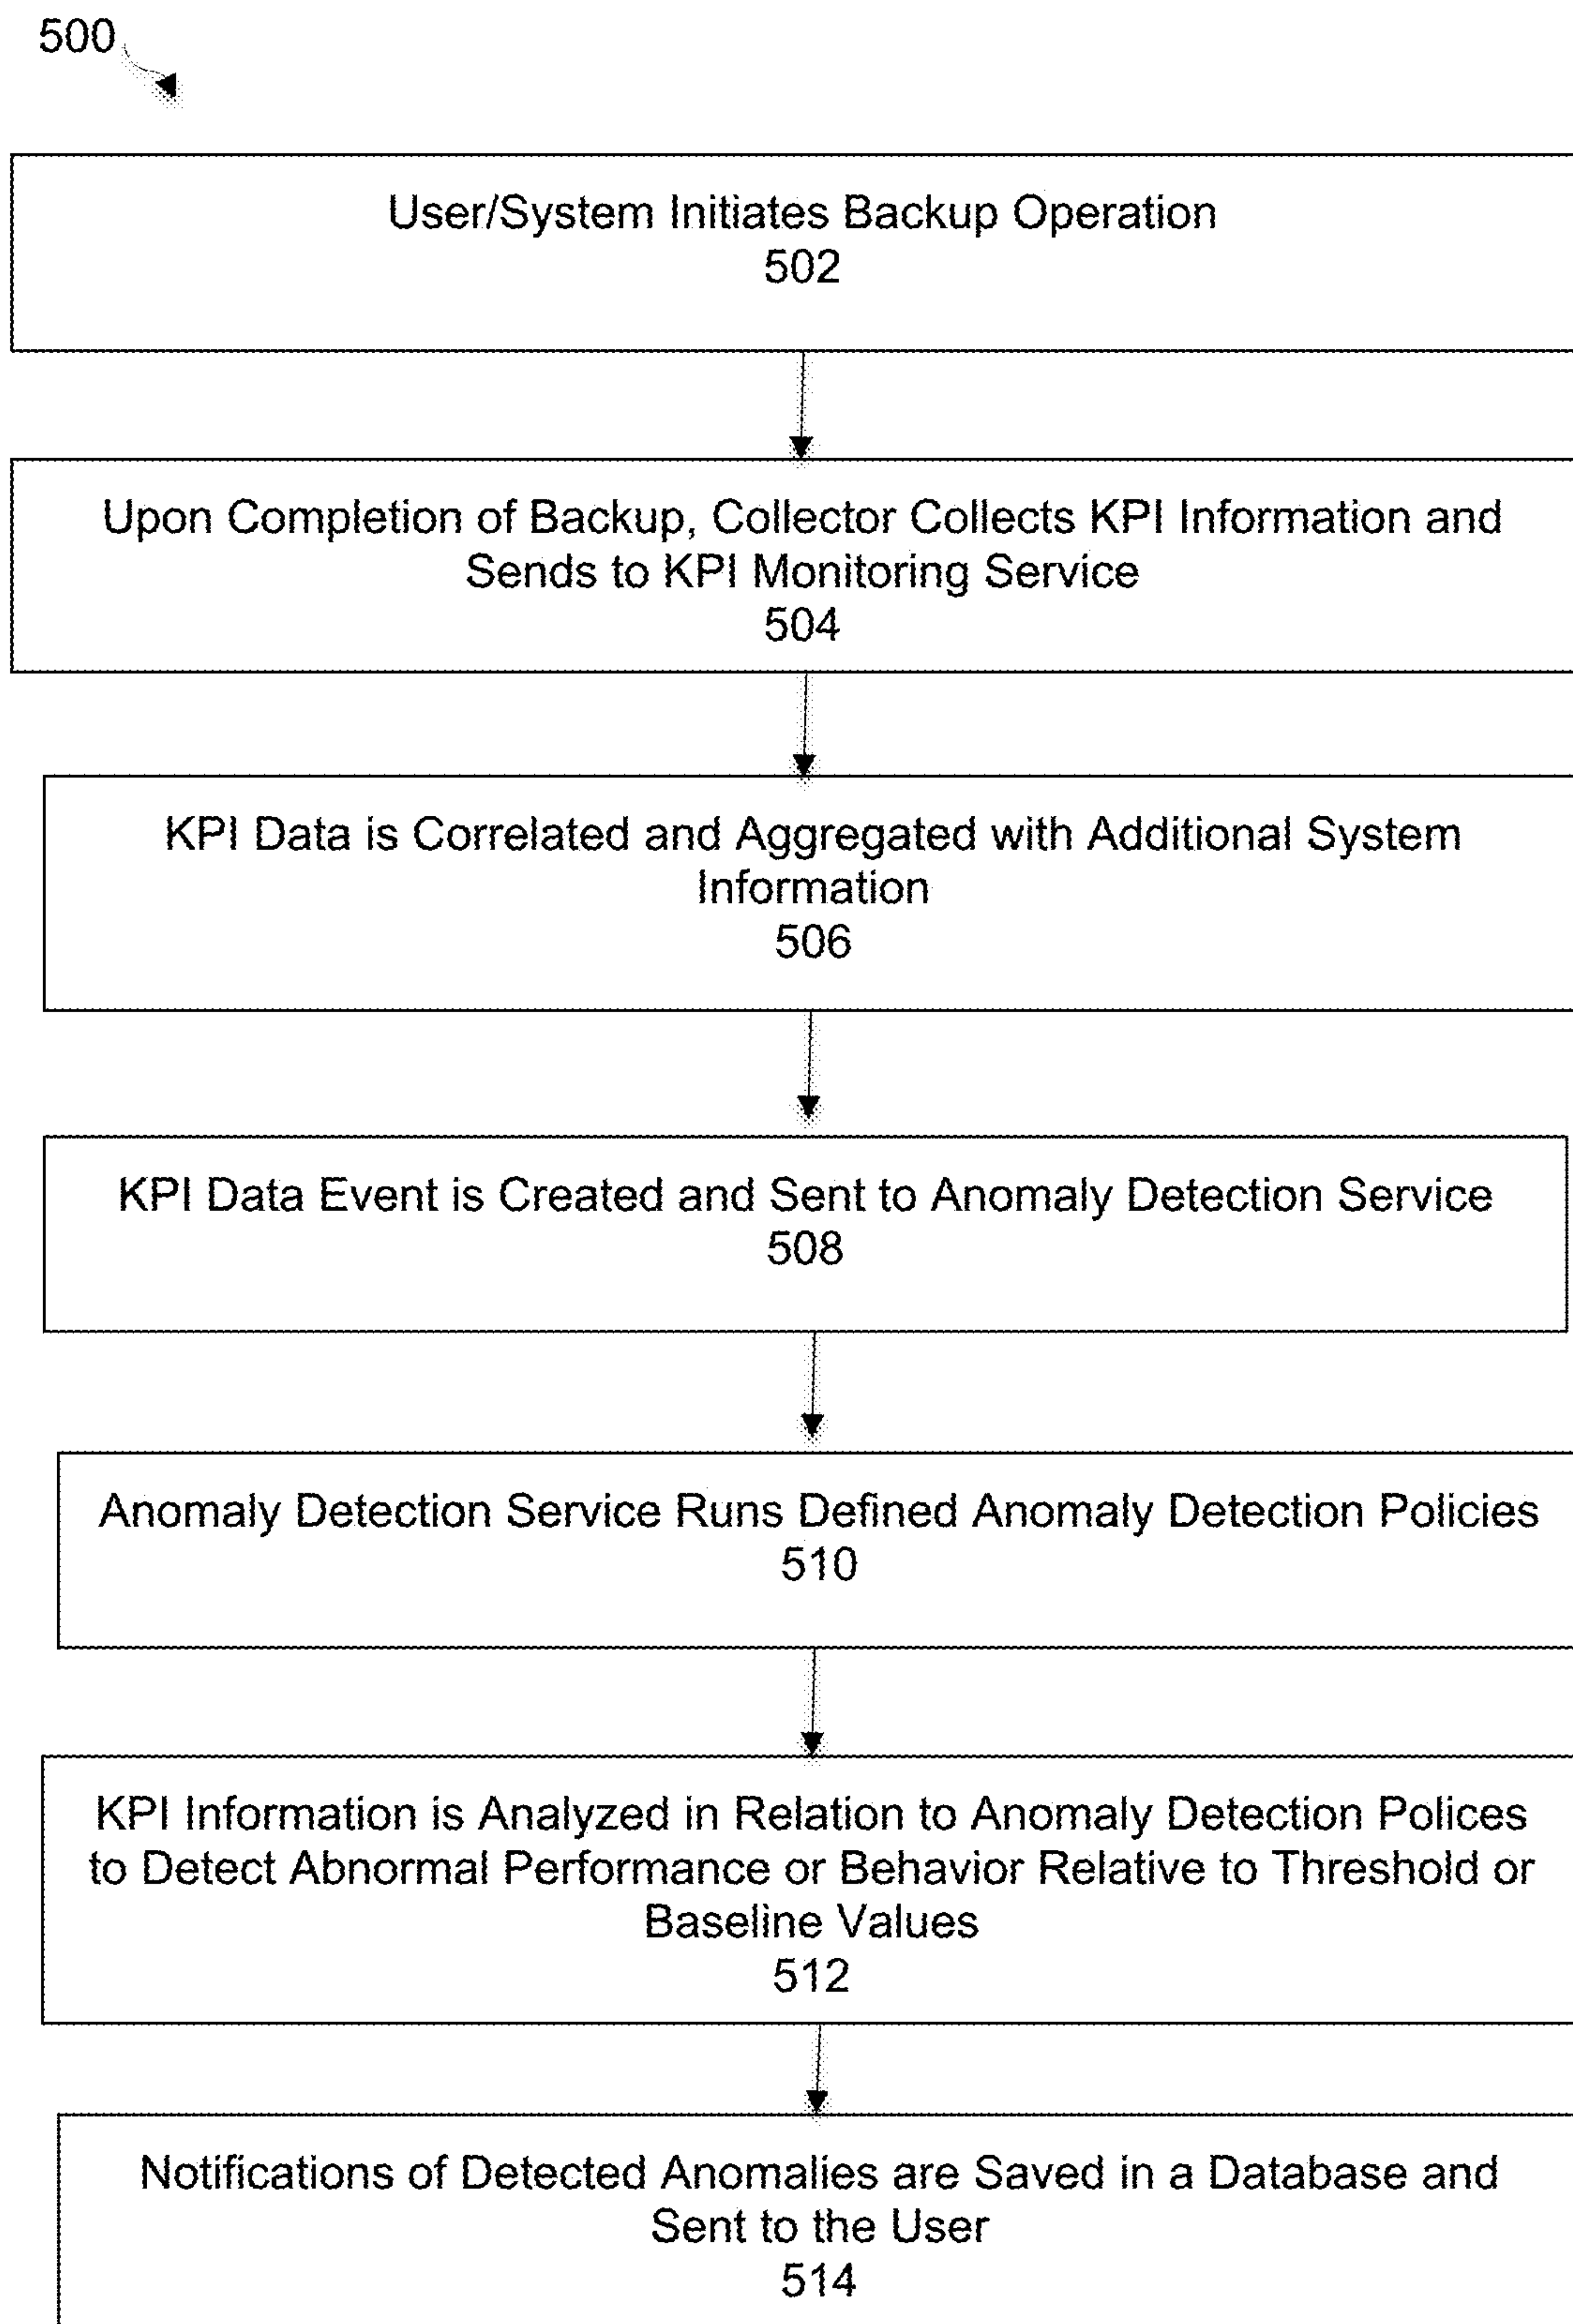 500
User/System Initiates Backup Operation
502
Upon Completion of Backup, Collector Collects KPI Information and
Sends to KPI Monitoring Service
504
KPI Data is Correlated and Aggregated with Additional System
Information
506
KPI Data Event is Created and Sent to Anomaly Detection Service
508
Anomaly Detection Service Runs Defined Anomaly Detection Policies
510
KPI Information is Analyzed in Relation to Anomaly Detection Polices
to Detect Abnormal Performance or Behavior Relative to Threshold or
Baseline Values
512
Notifications of Detected Anomalies are Saved in a Database and
Sent to the User
514